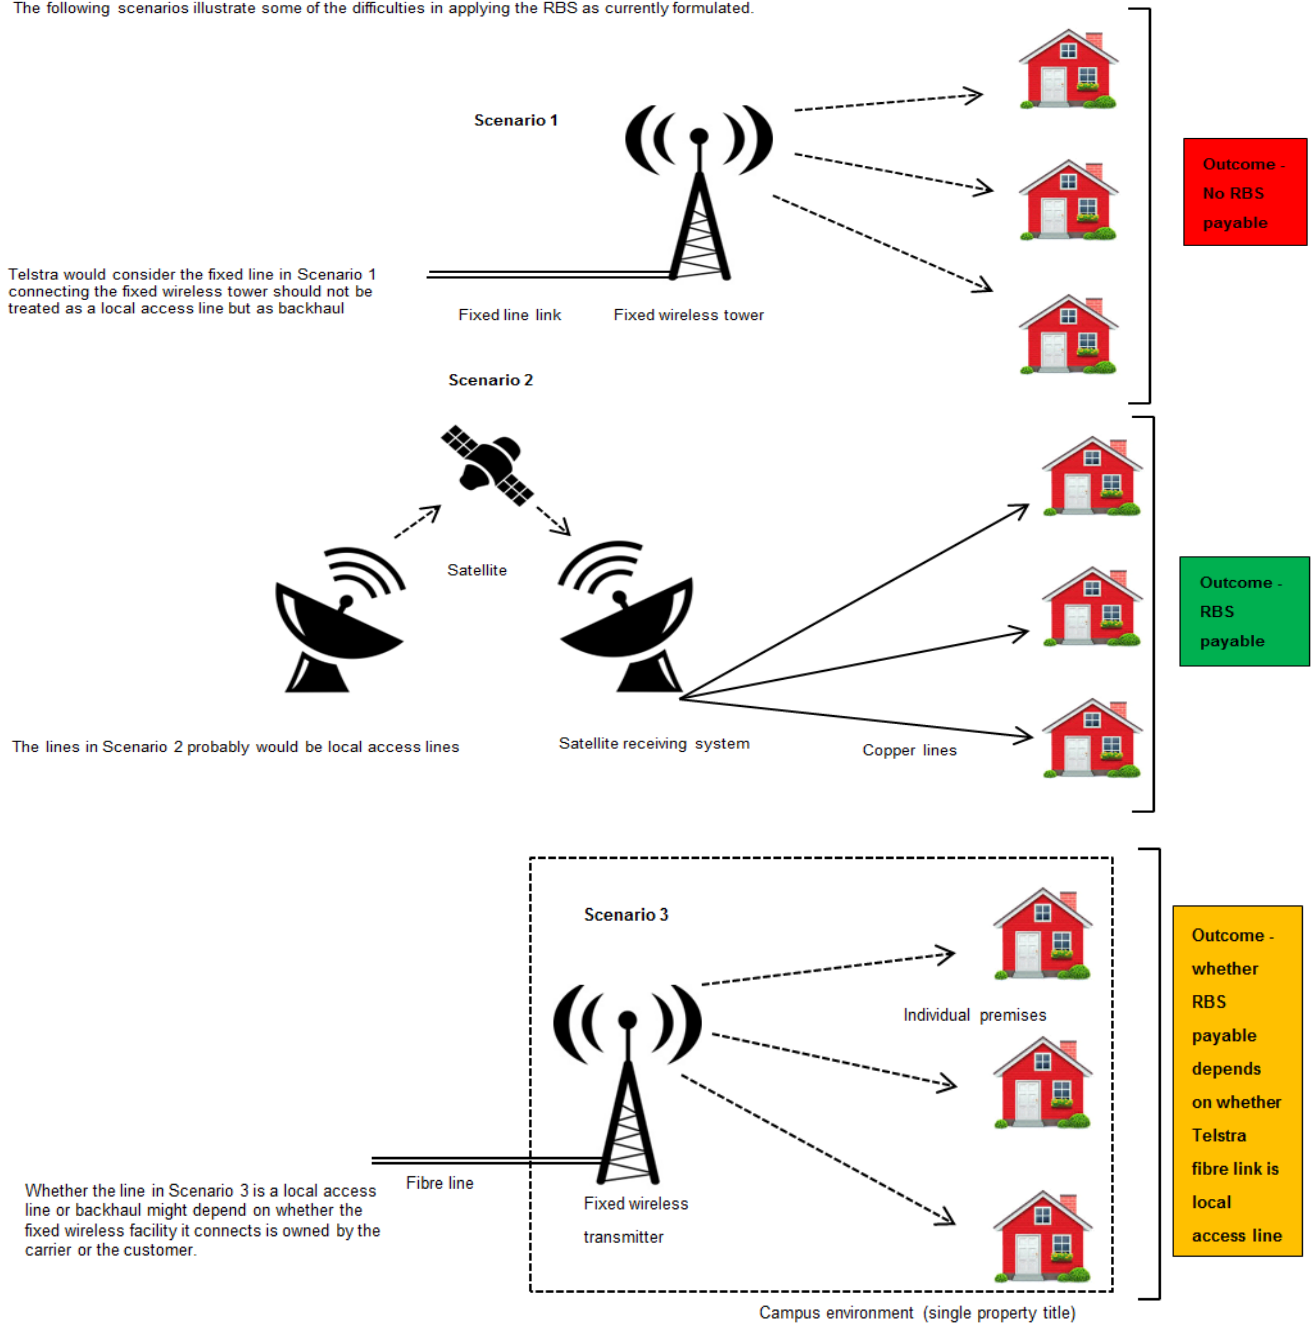 The following scenarios illustrate some of the difficulties in applying the RBS as currently formulated.
Scenario 1
Outcome -
No RBS
payable
Telstra would consider the fixed line in Scenario 1
connecting the fixed wireless tower should not be
treated as a local access line but as backhaul
Fixed line link
Fixed wireless tower
Scenario 2
Satellite
Outcome -
RBS
payable
The lines in Scenario 2 probably would be local access lines
Satellite receiving system
Copper lines
Scenario 3
Individual premises
Outcome -
whether
RBS
payable
depends
on whether
Telstra
fibre link is
local
access line
Fibre line
Whether the line in Scenario 3 is a local access
line or backhaul might depend on whether the
fixed wireless facility it connects is owned by the
carrier or the customer.
Fixed wireless
transmitter
Campus environment (single property title)